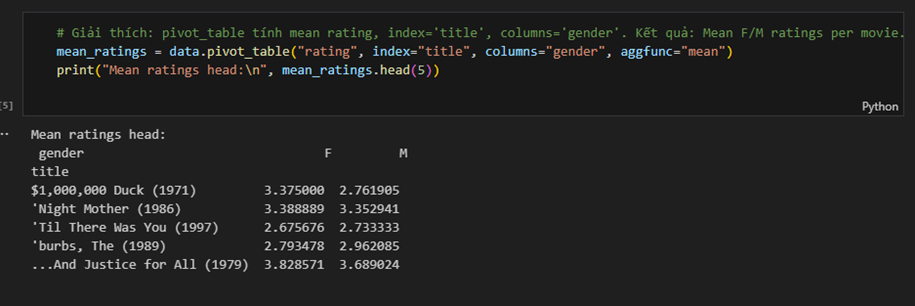 # Giải thích: pivot_table tính mean rating, index='title', columns='gender'. Kết quả: Mean F/M ratings per movie.
mean_ratings = data.pivot_table("rating", index="title", columns="gender", aggfunc="mean")
print("Mean ratings head:\n", mean_ratings.head(5))
[5]
Python
Mean ratings head:
gender                                F         M
title
$1,000,000 Duck (1971)         3.375000  2.761905
'Night Mother (1986)           3.388889  3.352941
'Til There Was You (1997)      2.675676  2.733333
'burbs, The (1989)             2.793478  2.962085
...And Justice for All (1979)  3.828571  3.689024